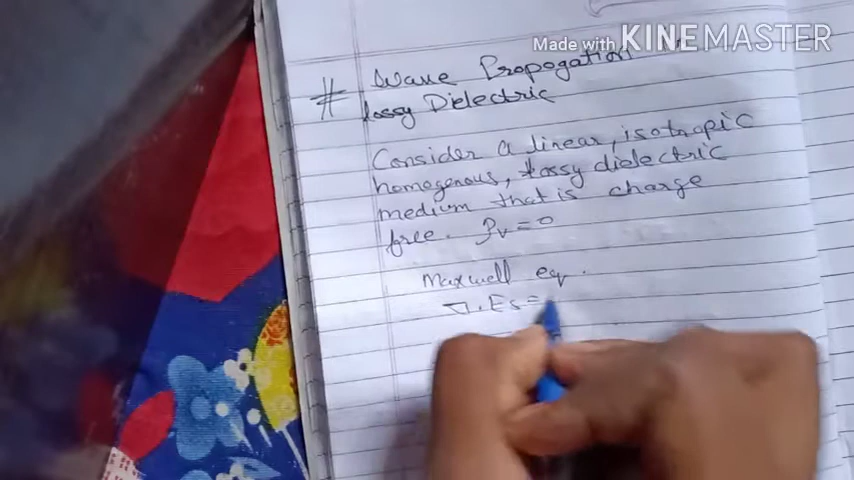 Made with KINEMASTER
# Wave Propogation in
lossy Dielectric
Consider a linear, isotropic
homogenous, lossy dielectric
medium that is charge
free. ρv = 0
Maxwell eq.
∇.Es =